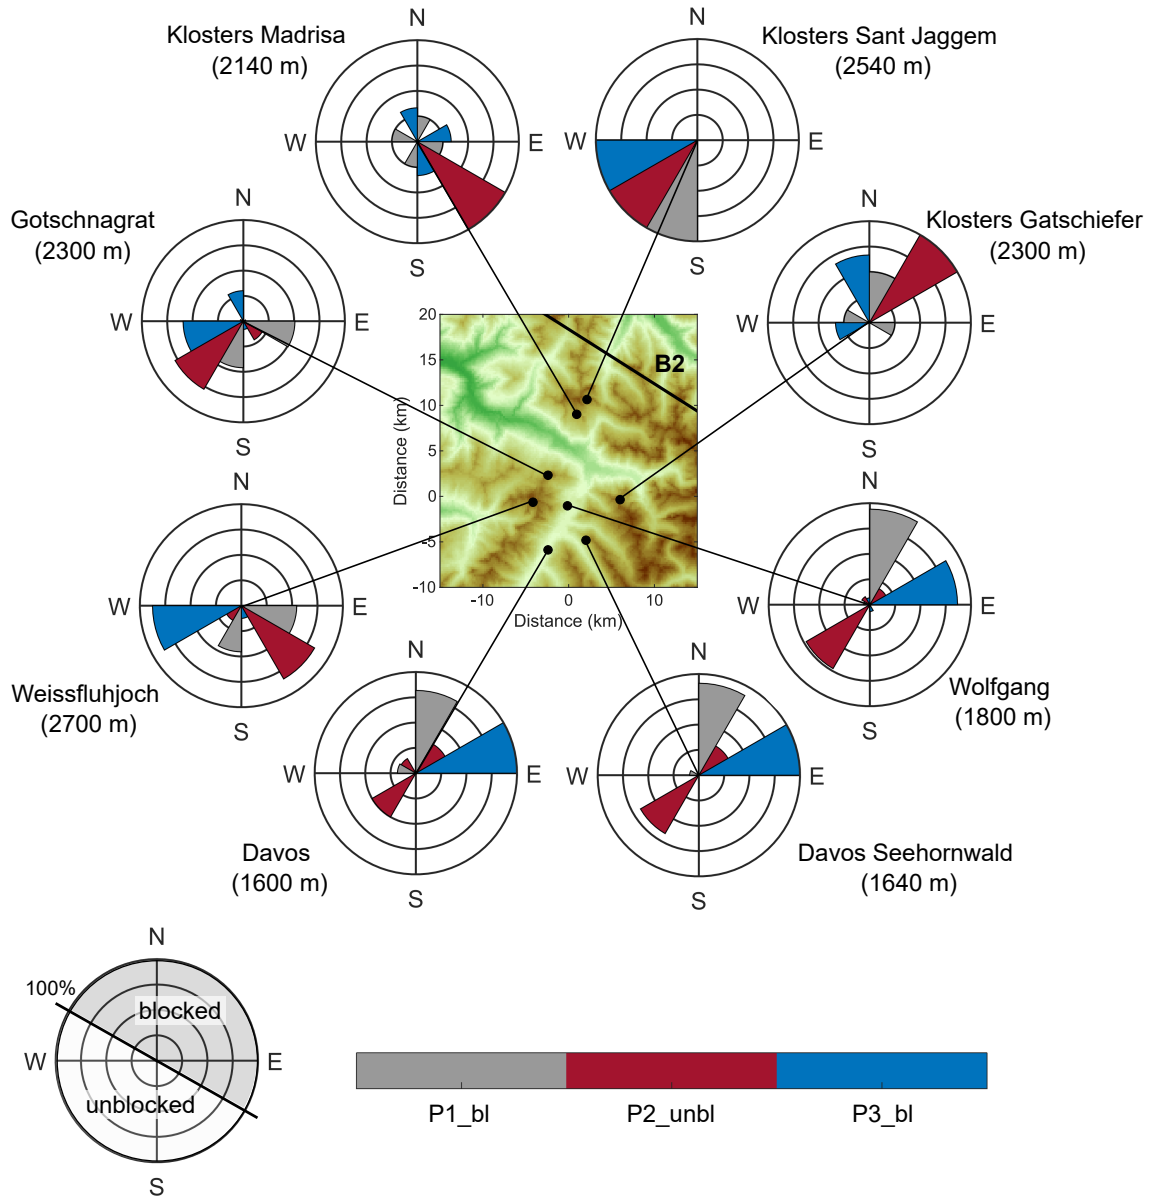 N
N
Klosters Madrisa
(2140 m)
Klosters Sant Jaggem
(2540 m)
W
E
W
E
S
S
Gotschnagrat
(2300 m)
N
N
Klosters Gatschiefer
(2300 m)
W
E
W
E
S
S
20
15
10
5
0
-5
-10
Distance (km)
B2
-10
0
10
Distance (km)
N
N
W
E
W
E
Weissfluhjoch
(2700 m)
S
S
Wolfgang
(1800 m)
N
N
W
E
W
E
Davos
(1600 m)
S
S
Davos Seehornwald
(1640 m)
N
100%
blocked
W
E
unblocked
S
P1_bl
P2_unbl
P3_bl